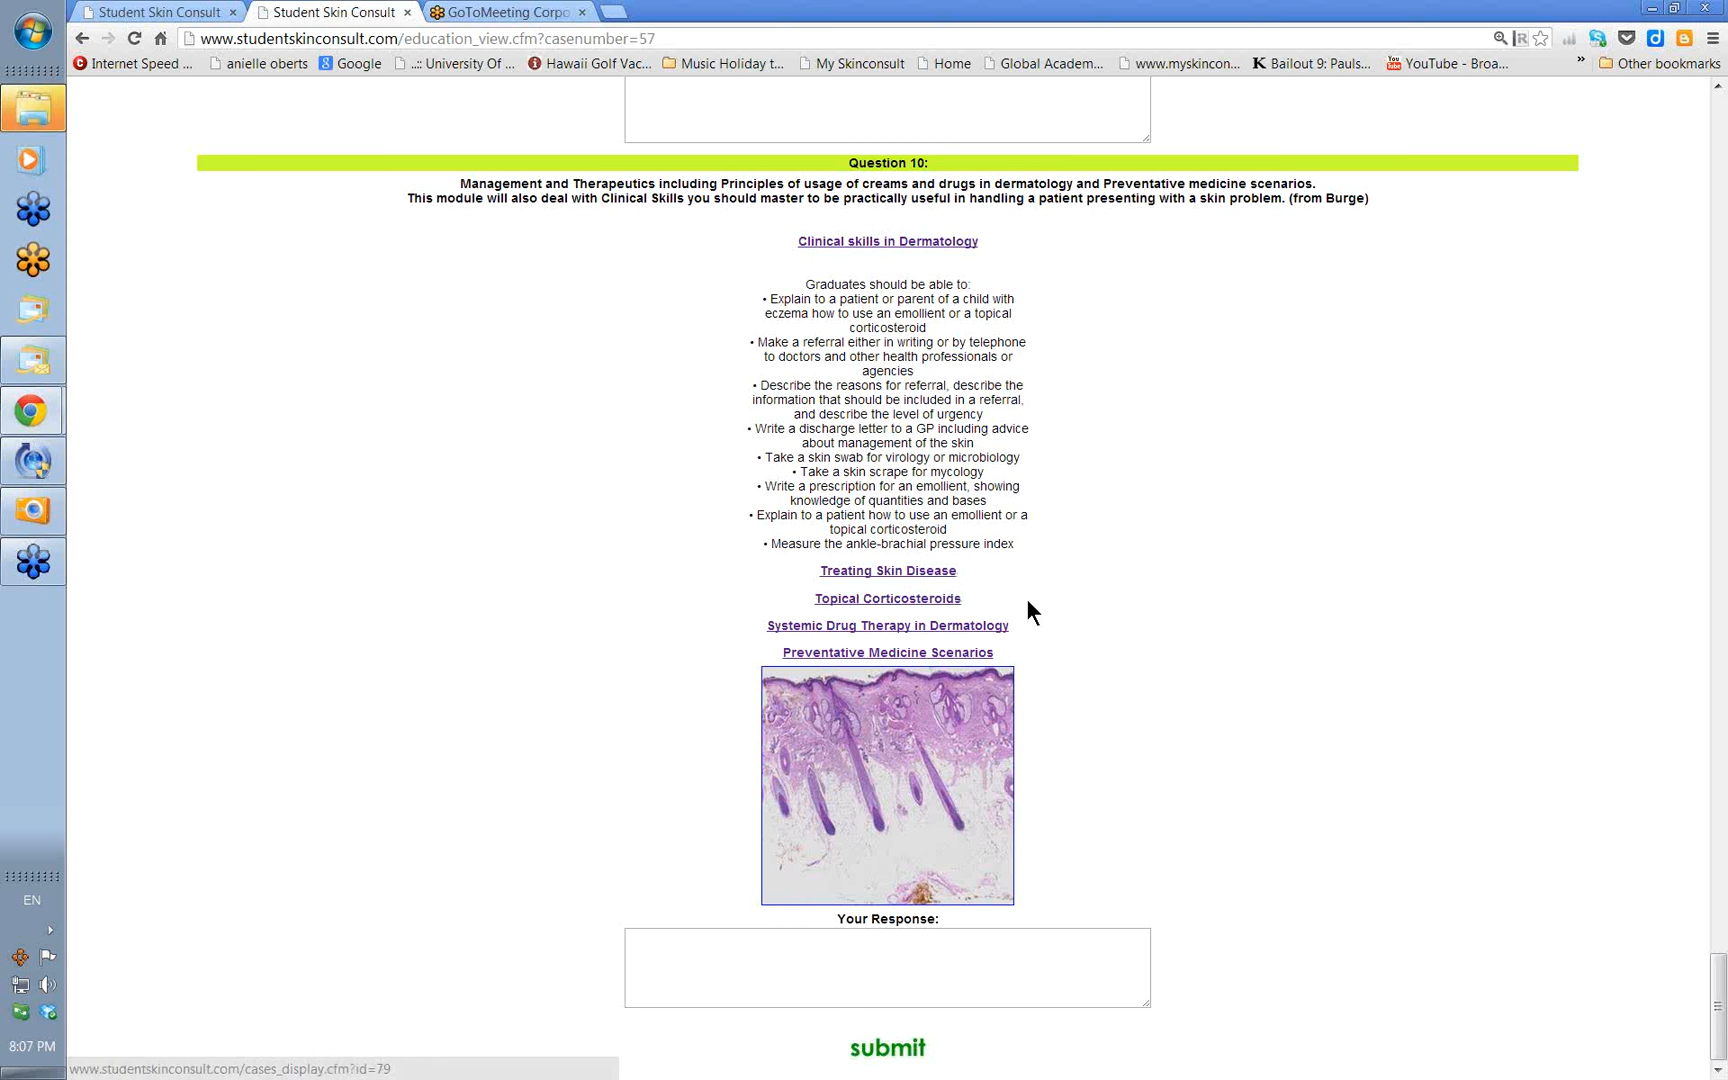 Student Skin Consult
Student Skin Consult
GoToMeeting Corpo
www.studentskinconsult.com/education_view.cfm?casenumber=57
Internet Speed ...
anielle oberts
Google
..:: University Of ...
Hawaii Golf Vac...
Music Holiday t...
My Skinconsult
Home
Global Academ...
www.myskincon...
Bailout 9: Pauls...
YouTube - Broa...
»
Other bookmarks
Question 10:
Management and Therapeutics including Principles of usage of creams and drugs in dermatology and Preventative medicine scenarios.
This module will also deal with Clinical Skills you should master to be practically useful in handling a patient presenting with a skin problem. (from Burge)
Clinical skills in Dermatology
Graduates should be able to:
• Explain to a patient or parent of a child with
eczema how to use an emollient or a topical
corticosteroid
• Make a referral either in writing or by telephone
to doctors and other health professionals or
agencies
• Describe the reasons for referral, describe the
information that should be included in a referral,
and describe the level of urgency
• Write a discharge letter to a GP including advice
about management of the skin
• Take a skin swab for virology or microbiology
• Take a skin scrape for mycology
• Write a prescription for an emollient, showing
knowledge of quantities and bases
• Explain to a patient how to use an emollient or a
topical corticosteroid
• Measure the ankle-brachial pressure index
Treating Skin Disease
Topical Corticosteroids
Systemic Drug Therapy in Dermatology
Preventative Medicine Scenarios
Your Response:
submit
EN
8:07 PM
www.studentskinconsult.com/cases_display.cfm?id=79